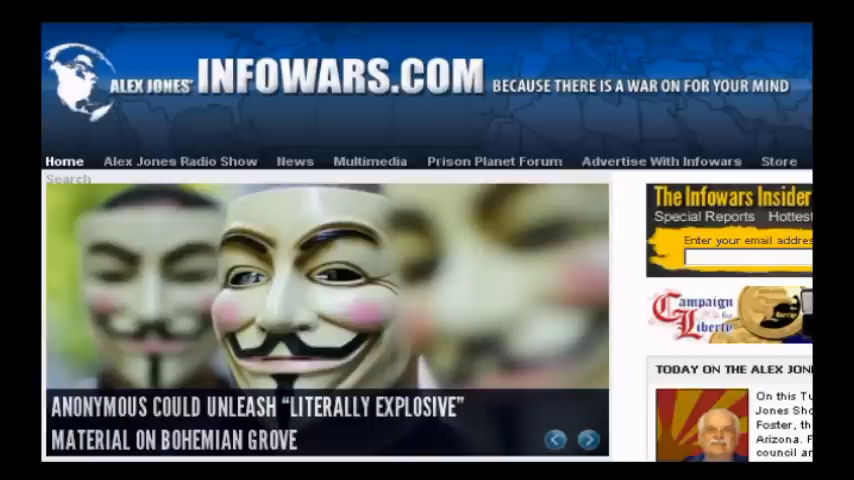 ALEX JONES' INFOWARS.COM BECAUSE THERE IS A WAR ON FOR YOUR MIND
Home Alex Jones Radio Show News Multimedia Prison Planet Forum Advertise With Infowars Store
Search
The Infowars Insider
Special Reports Hottest
Enter your email addres
Campaign
for
Liberty
ANONYMOUS COULD UNLEASH “LITERALLY EXPLOSIVE”
MATERIAL ON BOHEMIAN GROVE
TODAY ON THE ALEX JON
On this Tu
Jones Sho
Foster, th
Arizona. F
council ar